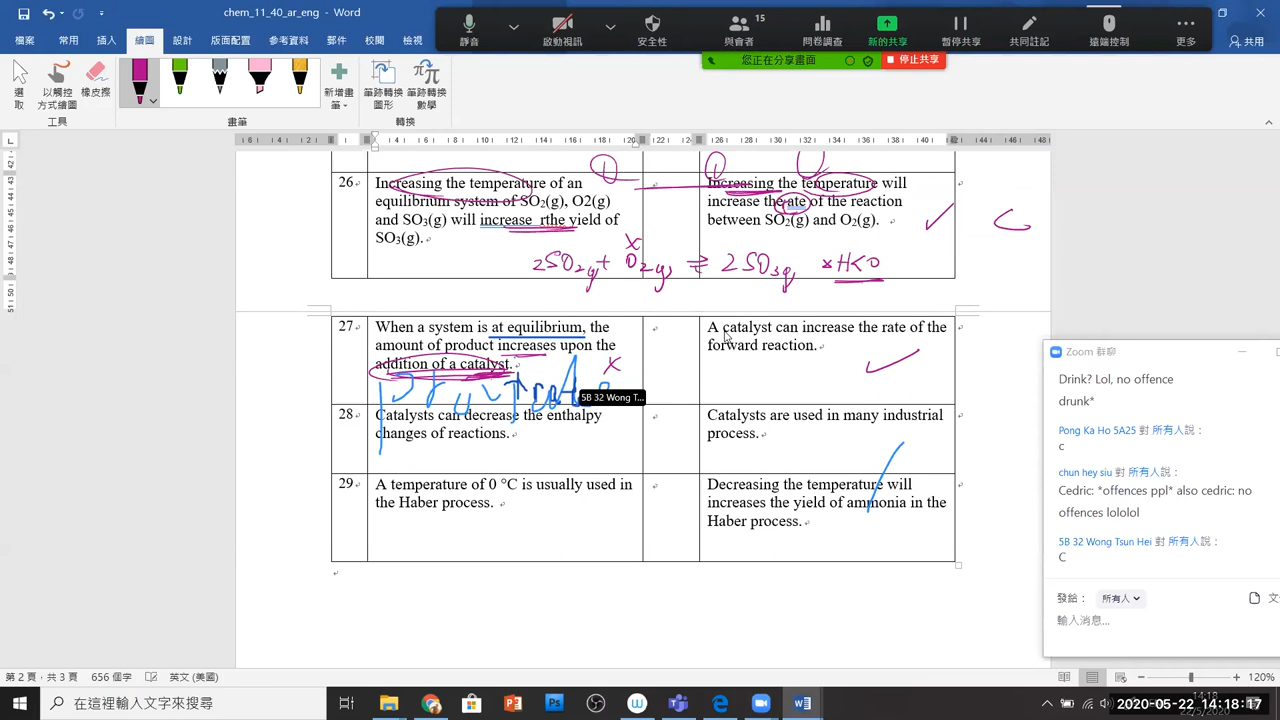 chem_11_40_ar_eng - Word
檔案 常用 插入 繪圖 設計 版面配置 參考資料 郵件 校閱 檢視
靜音
啟動視訊
安全性
15
與會者
問卷調查
新的共享
暫停共享
共同註記
遠端控制
更多
共用
您正在分享畫面
停止共享
選取
以觸控方式繪圖
橡皮擦
新增畫筆
筆跡轉換圖形
筆跡轉換數學
工具
畫筆
轉換
26
Increasing the temperature of an
equilibrium system of SO2(g), O2(g)
and SO3(g) will increase rthe yield of
SO3(g).
Increasing the temperature will
increase the ate of the reaction
between SO2(g) and O2(g).
2SO2(g) + O2(g) ⇌ 2SO3(g) *H<0
27
When a system is at equilibrium, the
amount of product increases upon the
addition of a catalyst.
A catalyst can increase the rate of the
forward reaction.
5B 32 Wong T...
28
Catalysts can decrease the enthalpy
changes of reactions.
Catalysts are used in many industrial
process.
29
A temperature of 0 °C is usually used in
the Haber process.
Decreasing the temperature will
increases the yield of ammonia in the
Haber process.
Zoom 群聊
Drink? Lol, no offence
drunk*
Pong Ka Ho 5A25 對 所有人說：
c
chun hey siu 對 所有人說：
Cedric: *offences ppl* also cedric: no
offences lololol
5B 32 Wong Tsun Hei 對 所有人說：
C
發給： 所有人
輸入消息...
第 2 頁，共 3 頁 656 個字 英文 (美國)
120%
在這裡輸入文字來搜尋
14:18
22/5/2020
2020-05-22 14:18:17